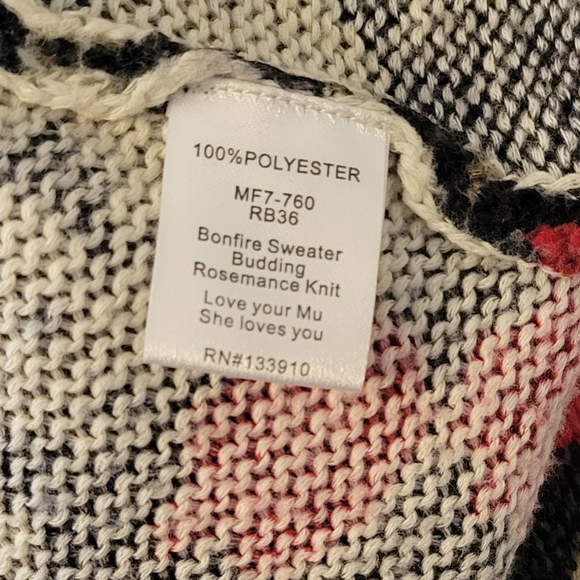 100%POLYESTER
MF7-760
RB36
Bonfire Sweater
Budding
Rosemance Knit
Love your Mu
She loves you
RN#133910